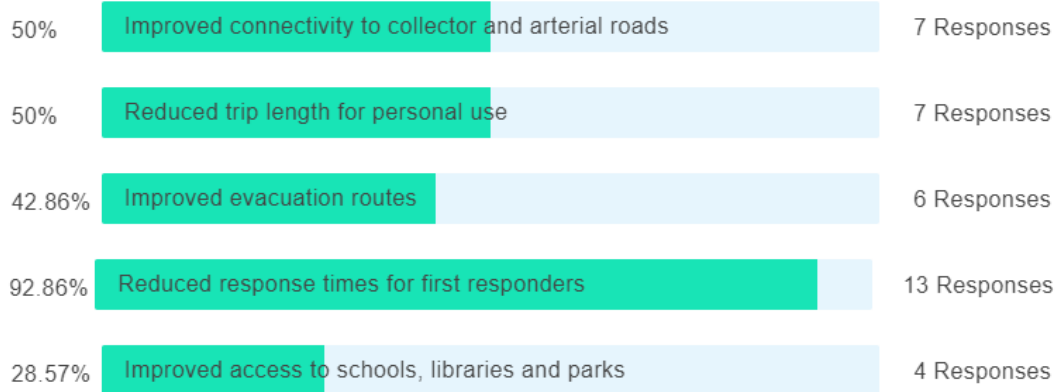 50% Improved connectivity to collector and arterial roads 7 Responses
50% Reduced trip length for personal use 7 Responses
42.86% Improved evacuation routes 6 Responses
92.86% Reduced response times for first responders 13 Responses
28.57% Improved access to schools, libraries and parks 4 Responses